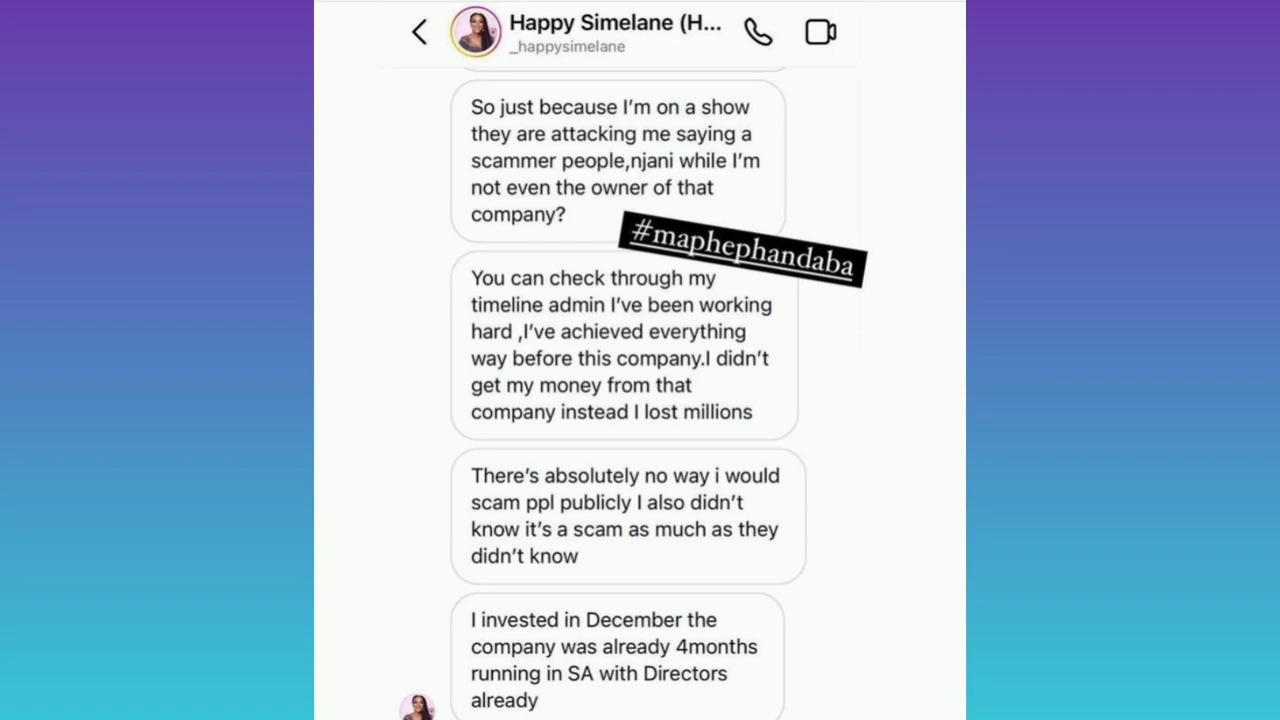 Happy Simelane (H...
_happysimelane
So just because I'm on a show
they are attacking me saying a
scammer people,njani while I'm
not even the owner of that
company?
#maphephandaba
You can check through my
timeline admin I've been working
hard ,I've achieved everything
way before this company.I didn't
get my money from that
company instead I lost millions
There's absolutely no way i would
scam ppl publicly I also didn't
know it's a scam as much as they
didn't know
I invested in December the
company was already 4months
running in SA with Directors
already